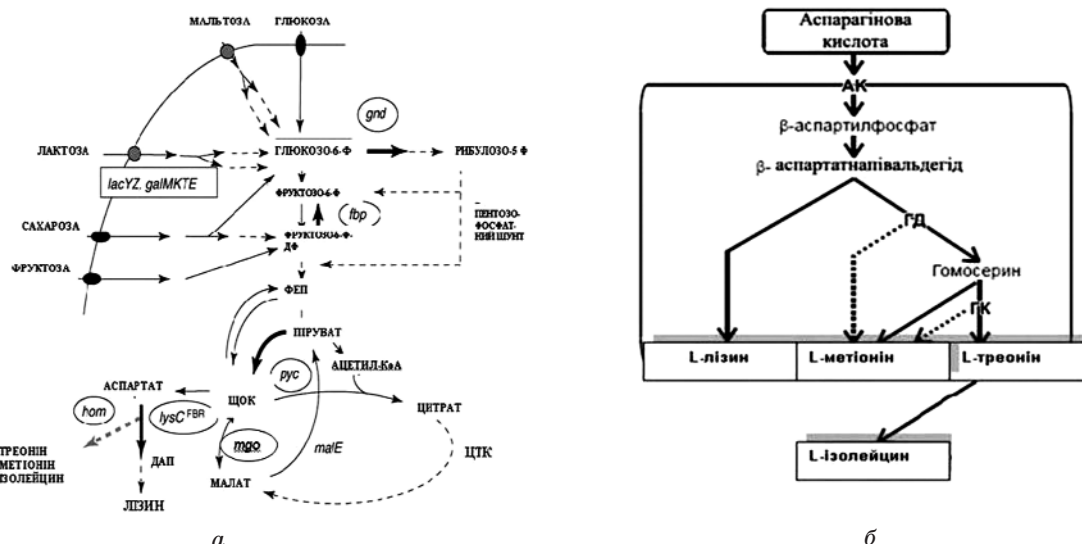 МАЛЬТОЗА ГЛЮКОЗА
gnd
ЛАКТОЗА
ГЛЮКОЗО-6-Ф
РИБУЛОЗО-5 Ф
lacYZ, galMKTE
ФРУКТОЗО-6-Ф
fbp
САХАРОЗА
ПЕНТОЗО-
ФОСФАТ-
НИЙ ШУНТ
ДФ
ФРУКТОЗА
ФЕП
ПІРУВАТ
АЦЕТИЛ-КоА
pyc
АСПАРТАТ
ЩОК
ЦИТРАТ
hom
lysC FBR
mgo
malE
ЦТК
ТРЕОНІН
МЕТІОНІН
ІЗОЛЕЙЦИН
ДАП
МАЛАТ
ЛІЗИН
а
Аспарагінова
кислота
АК
β-аспартилфосфат
β- аспартатнапівальдегід
ГД
Гомосерин
ГК
L-лізин
L-метіонін
L-треонін
L-ізолейцин
б